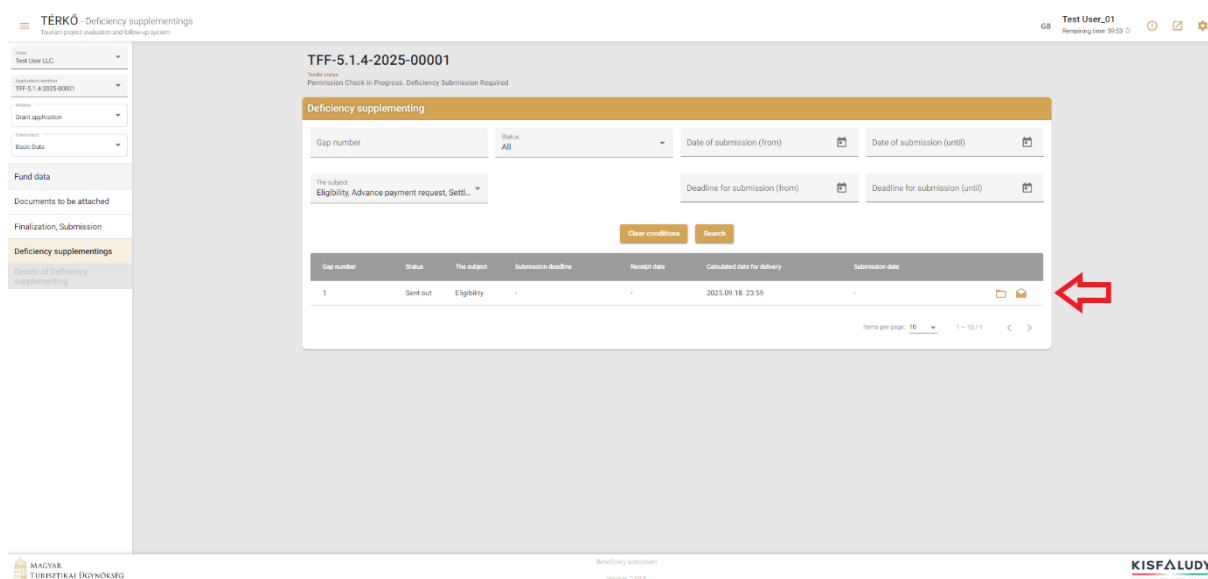 TÉRKŐ - Deficiency supplementings
Tourism project evaluation and follow-up system
GB
Test User_01
Remaining time: 59:53
Grant
Test User LLC.
Application identifier
TFF-5.1.4-2025-00001
Module
Grant application
Submodule
Basic Data
Fund data
Documents to be attached
Finalization, Submission
Deficiency supplementings
Details of Deficiency
supplementing
TFF-5.1.4-2025-00001
Tender status
Permission Check in Progress: Deficiency Submission Required
Deficiency supplementing
Gap number
Status
All
Date of submission (from)
Date of submission (until)
The subject
Eligibility, Advance payment request, Settl...
Deadline for submission (from)
Deadline for submission (until)
Clear conditions
Search
Gap number Status The subject Submission deadline Receipt date Calculated date for delivery Submission date
1 Sent out Eligibility - - 2025.09.18. 23:59 -
Items per page: 10 1 – 10 / 1
MAGYAR
TURISZTIKAI ÜGYNÖKSÉG
Beneficiary subsystem
KISFALUDY